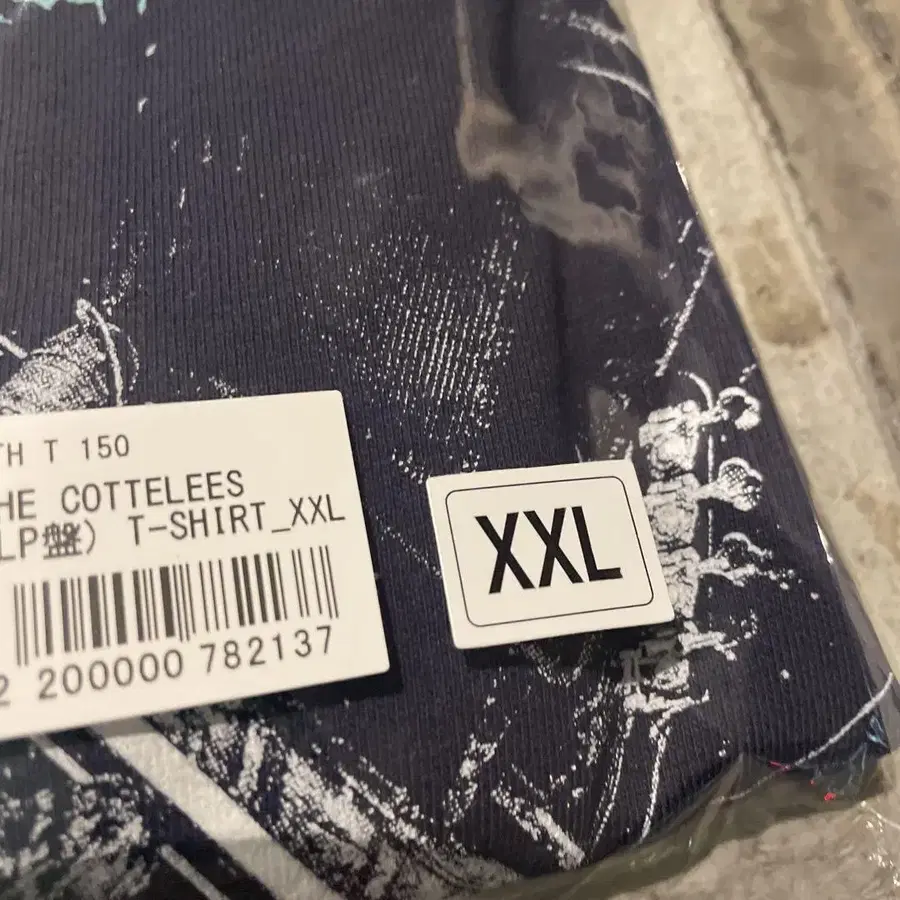 TH T 150
HE COTTELEES
LP盤) T-SHIRT_XXL
2 200000 782137
XXL